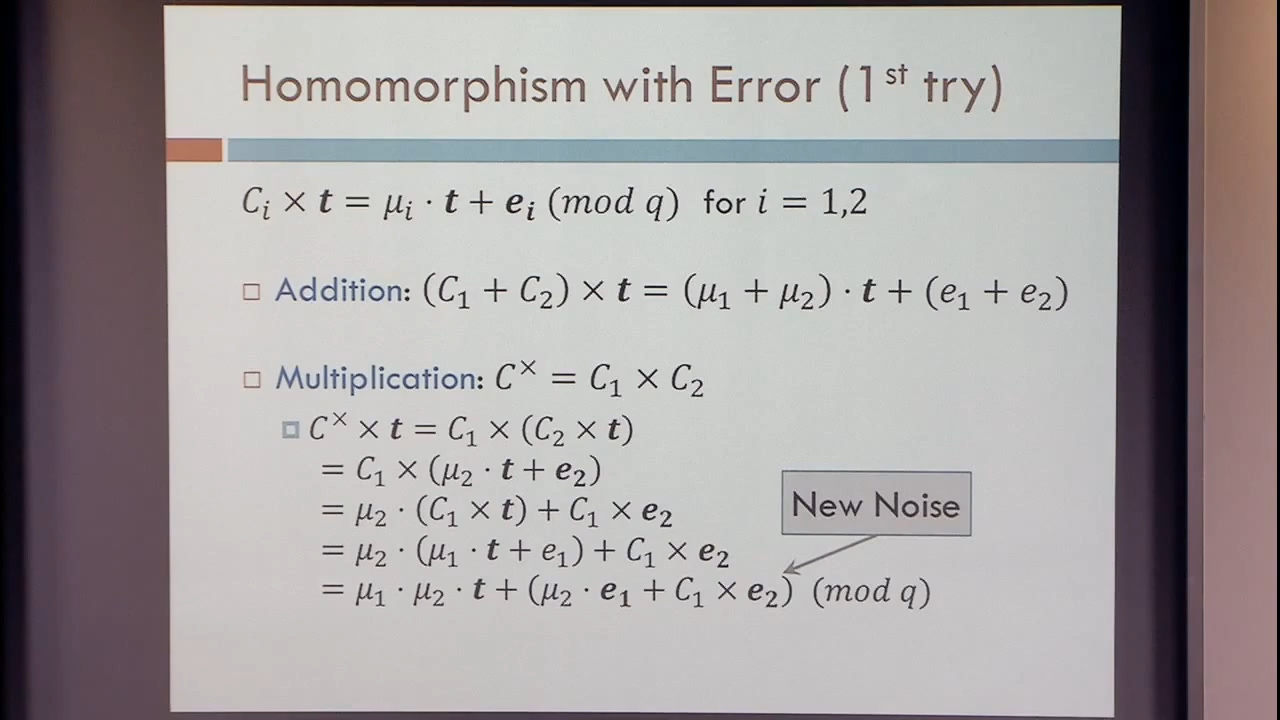 Homomorphism with Error (1st try)
Cᵢ × t = μᵢ · t + eᵢ (mod q) for i = 1,2
Addition: (C₁ + C₂) × t = (μ₁ + μ₂) · t + (e₁ + e₂)
Multiplication: C^× = C₁ × C₂
C^× × t = C₁ × (C₂ × t)
= C₁ × (μ₂ · t + e₂)
= μ₂ · (C₁ × t) + C₁ × e₂
New Noise
= μ₂ · (μ₁ · t + e₁) + C₁ × e₂
= μ₁ · μ₂ · t + (μ₂ · e₁ + C₁ × e₂) (mod q)